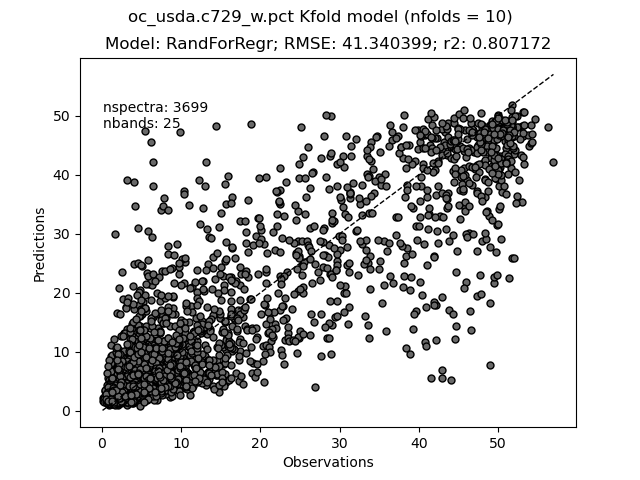 oc_usda.c729_w.pct Kfold model (nfolds = 10)
Model: RandForRegr; RMSE: 41.340399; r2: 0.807172
nspectra: 3699
nbands: 25
50
40
30
20
10
0
Predictions
0 10 20 30 40 50
Observations